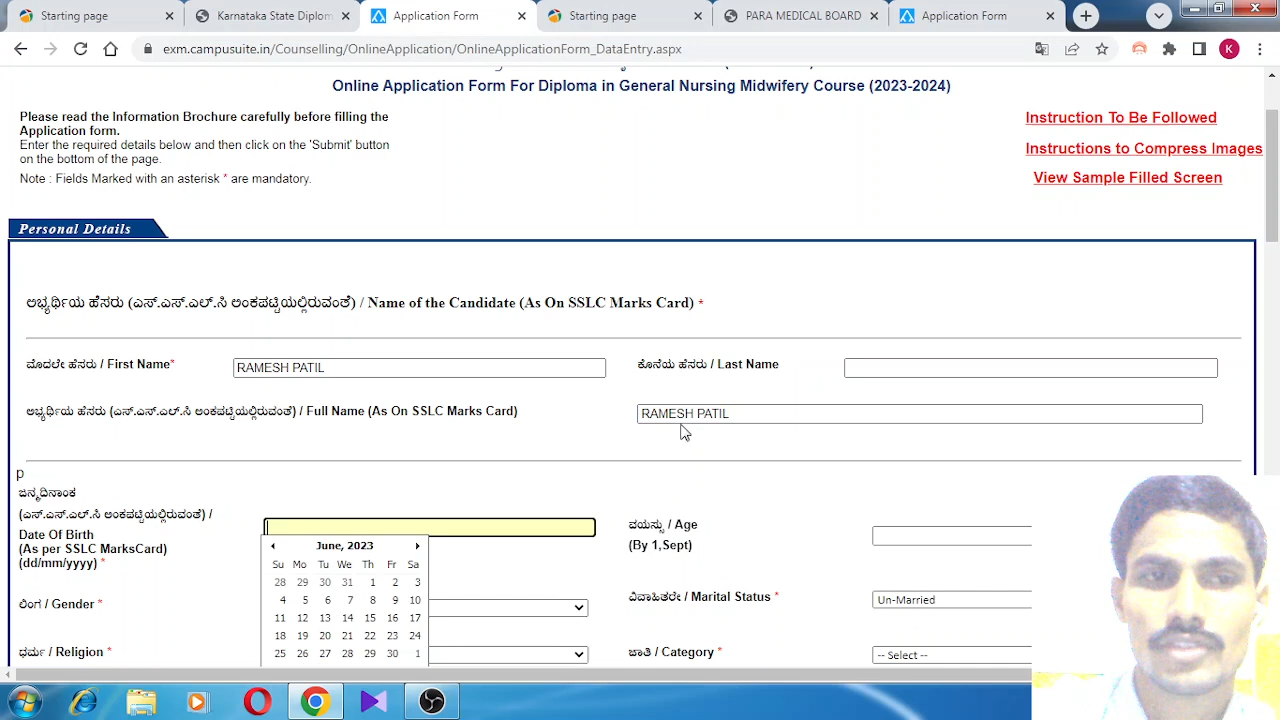 Starting page
Karnataka State Diplom
Application Form
Starting page
PARA MEDICAL BOARD
Application Form
exm.campusuite.in/Counselling/OnlineApplication/OnlineApplicationForm_DataEntry.aspx
K
Online Application Form For Diploma in General Nursing Midwifery Course (2023-2024)
Please read the Information Brochure carefully before filling the
Application form.
Enter the required details below and then click on the 'Submit' button
on the bottom of the page.
Note : Fields Marked with an asterisk * are mandatory.
Instruction To Be Followed
Instructions to Compress Images
View Sample Filled Screen
Personal Details
ಅಭ್ಯರ್ಥಿಯ ಹೆಸರು (ಎಸ್.ಎಸ್.ಎಲ್.ಸಿ ಅಂಕಪಟ್ಟಿಯಲ್ಲಿರುವಂತೆ) / Name of the Candidate (As On SSLC Marks Card) *
ಮೊದಲೇ ಹೆಸರು / First Name* RAMESH PATIL ಕೊನೆಯ ಹೆಸರು / Last Name
ಅಭ್ಯರ್ಥಿಯ ಹೆಸರು (ಎಸ್.ಎಸ್.ಎಲ್.ಸಿ ಅಂಕಪಟ್ಟಿಯಲ್ಲಿರುವಂತೆ) / Full Name (As On SSLC Marks Card) RAMESH PATIL
p
ಜನ್ಮದಿನಾಂಕ
(ಎಸ್.ಎಸ್.ಎಲ್.ಸಿ ಅಂಕಪಟ್ಟಿಯಲ್ಲಿರುವಂತೆ) /
Date Of Birth
(As per SSLC MarksCard)
(dd/mm/yyyy) *
ವಯಸ್ಸು / Age
(By 1,Sept)
June, 2023
Su Mo Tu We Th Fr Sa
28 29 30 31 1 2 3
4 5 6 7 8 9 10
11 12 13 14 15 16 17
18 19 20 21 22 23 24
25 26 27 28 29 30 1
ಲಿಂಗ / Gender *
ವಿವಾಹಿತರೇ / Marital Status * Un-Married
ಧರ್ಮ / Religion *
ಜಾತಿ / Category * -- Select --